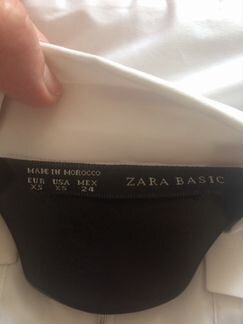 MADE IN MOROCCO
EUR USA MEX
XS XS 24
ZARA BASIC